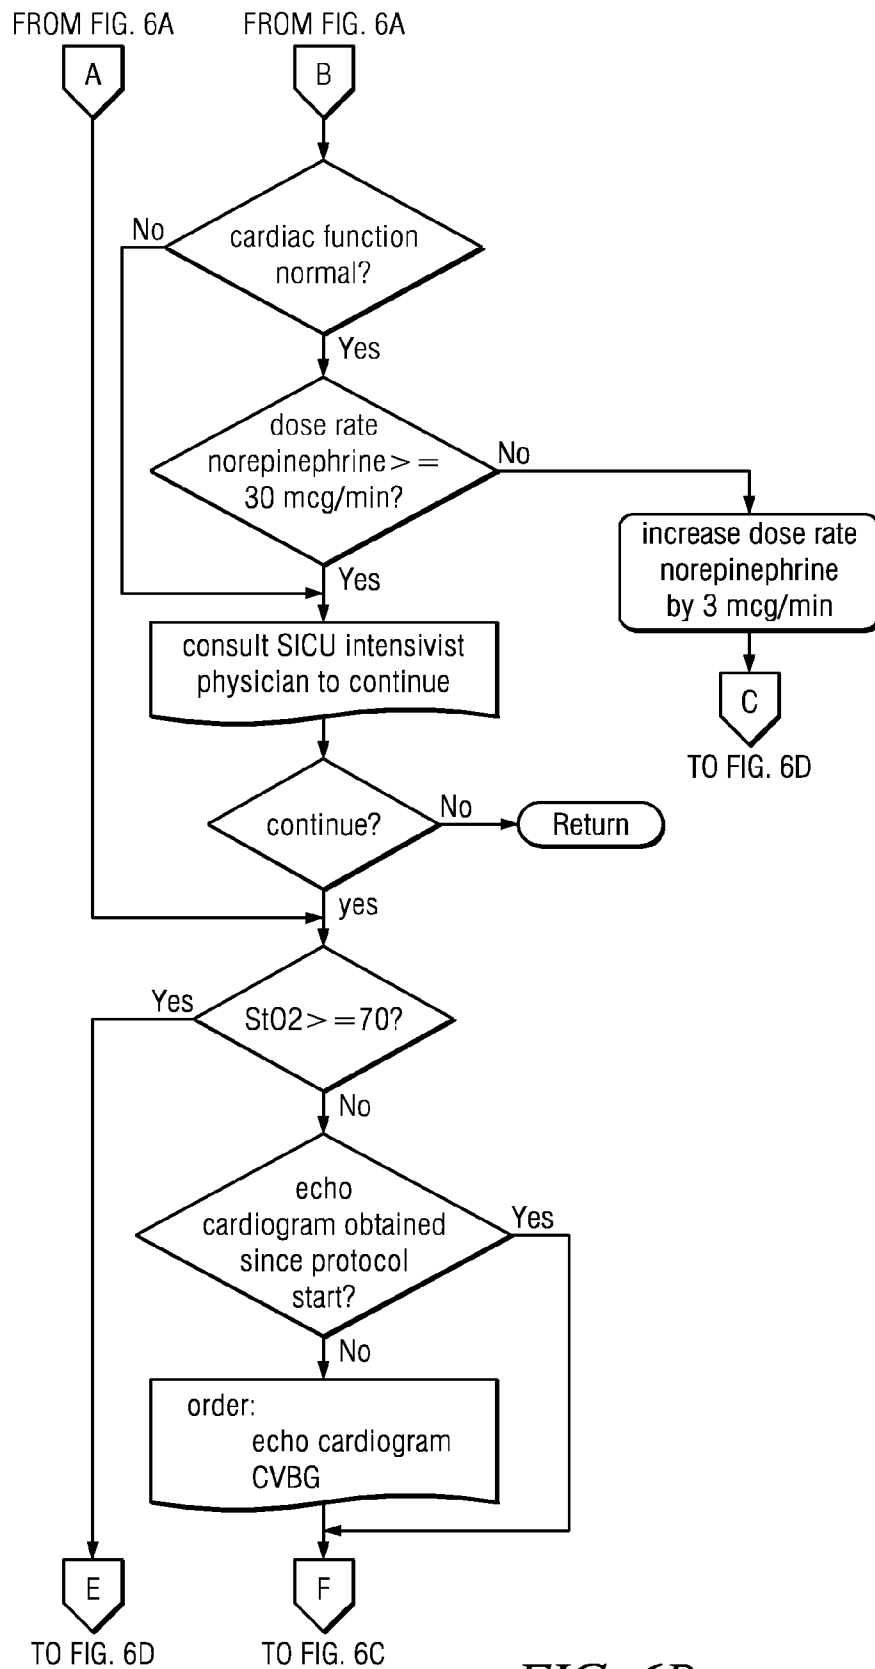 FROM FIG. 6A
FROM FIG. 6A
A
B
cardiac function
normal?
No
Yes
dose rate
norepinephrine > =
30 mcg/min?
No
Yes
increase dose rate
norepinephrine
by 3 mcg/min
C
TO FIG. 6D
consult SICU intensivist
physician to continue
continue?
No
Return
yes
StO2 > =70?
Yes
No
echo
cardiogram obtained
since protocol
start?
Yes
No
order:
echo cardiogram
CVBG
E
F
TO FIG. 6D
TO FIG. 6C